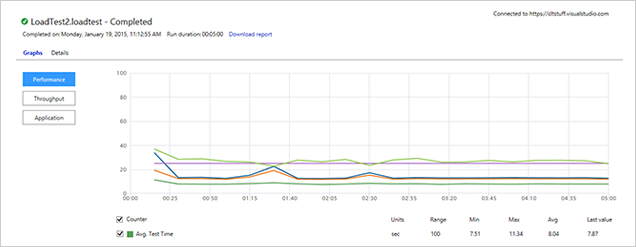 Connected to https://dltstuff.visualstudio.com
LoadTest2.loadtest - Completed
Completed on: Monday, January 19, 2015, 11:12:55 AM Run duration: 00:05:00 Download report
Graphs Details
Performance
Throughput
Application
100
80
60
40
20
0
00:00 00:25 00:50 01:15 01:40 02:05 02:30 02:55 03:20 03:45 04:10 04:35 05:00
Counter Units Range Min Max Avg Last value
Avg. Test Time sec 100 7.51 11.34 8.04 7.87